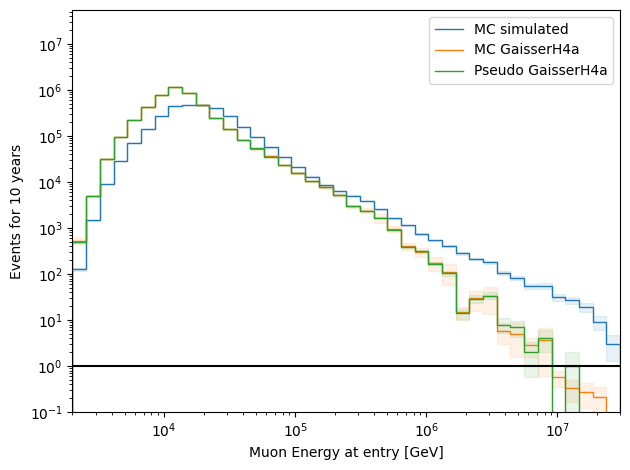 MC simulated
MC GaisserH4a
Pseudo GaisserH4a
Events for 10 years
10^7
10^6
10^5
10^4
10^3
10^2
10^1
10^0
10^−1
10^4
10^5
10^6
10^7
Muon Energy at entry [GeV]